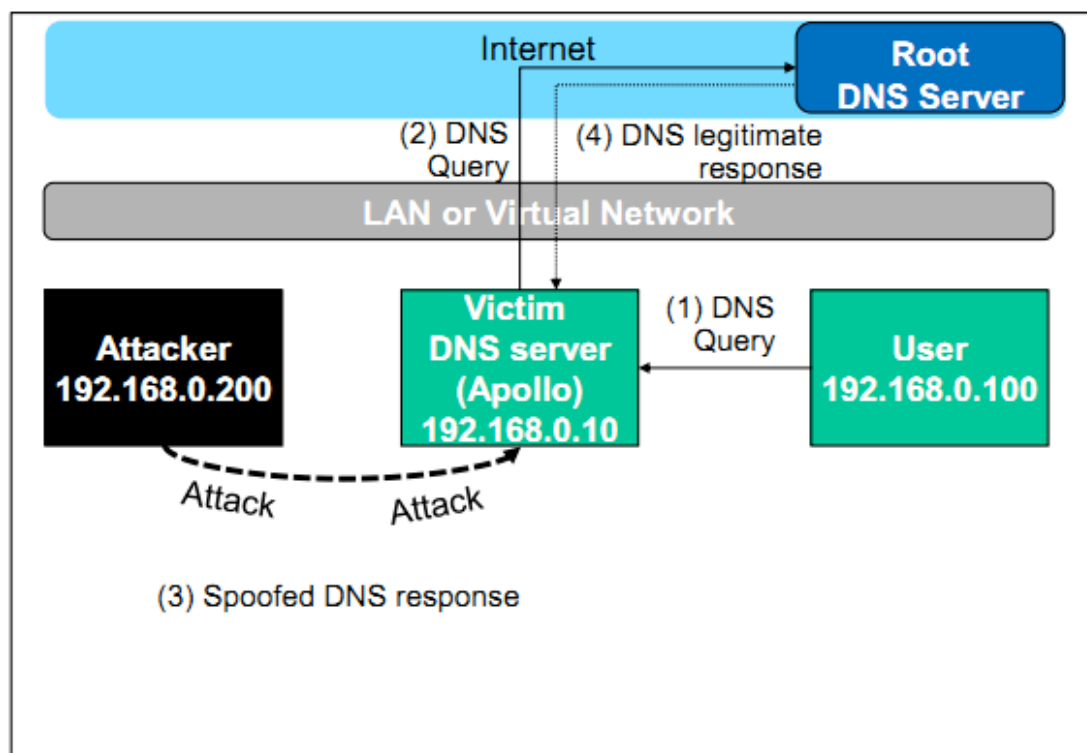 Internet
Root
DNS Server
(2) DNS
Query
(4) DNS legitimate
response
LAN or Virtual Network
Attacker
192.168.0.200
Victim
DNS server
(Apollo)
192.168.0.10
(1) DNS
Query
User
192.168.0.100
Attack
Attack
(3) Spoofed DNS response